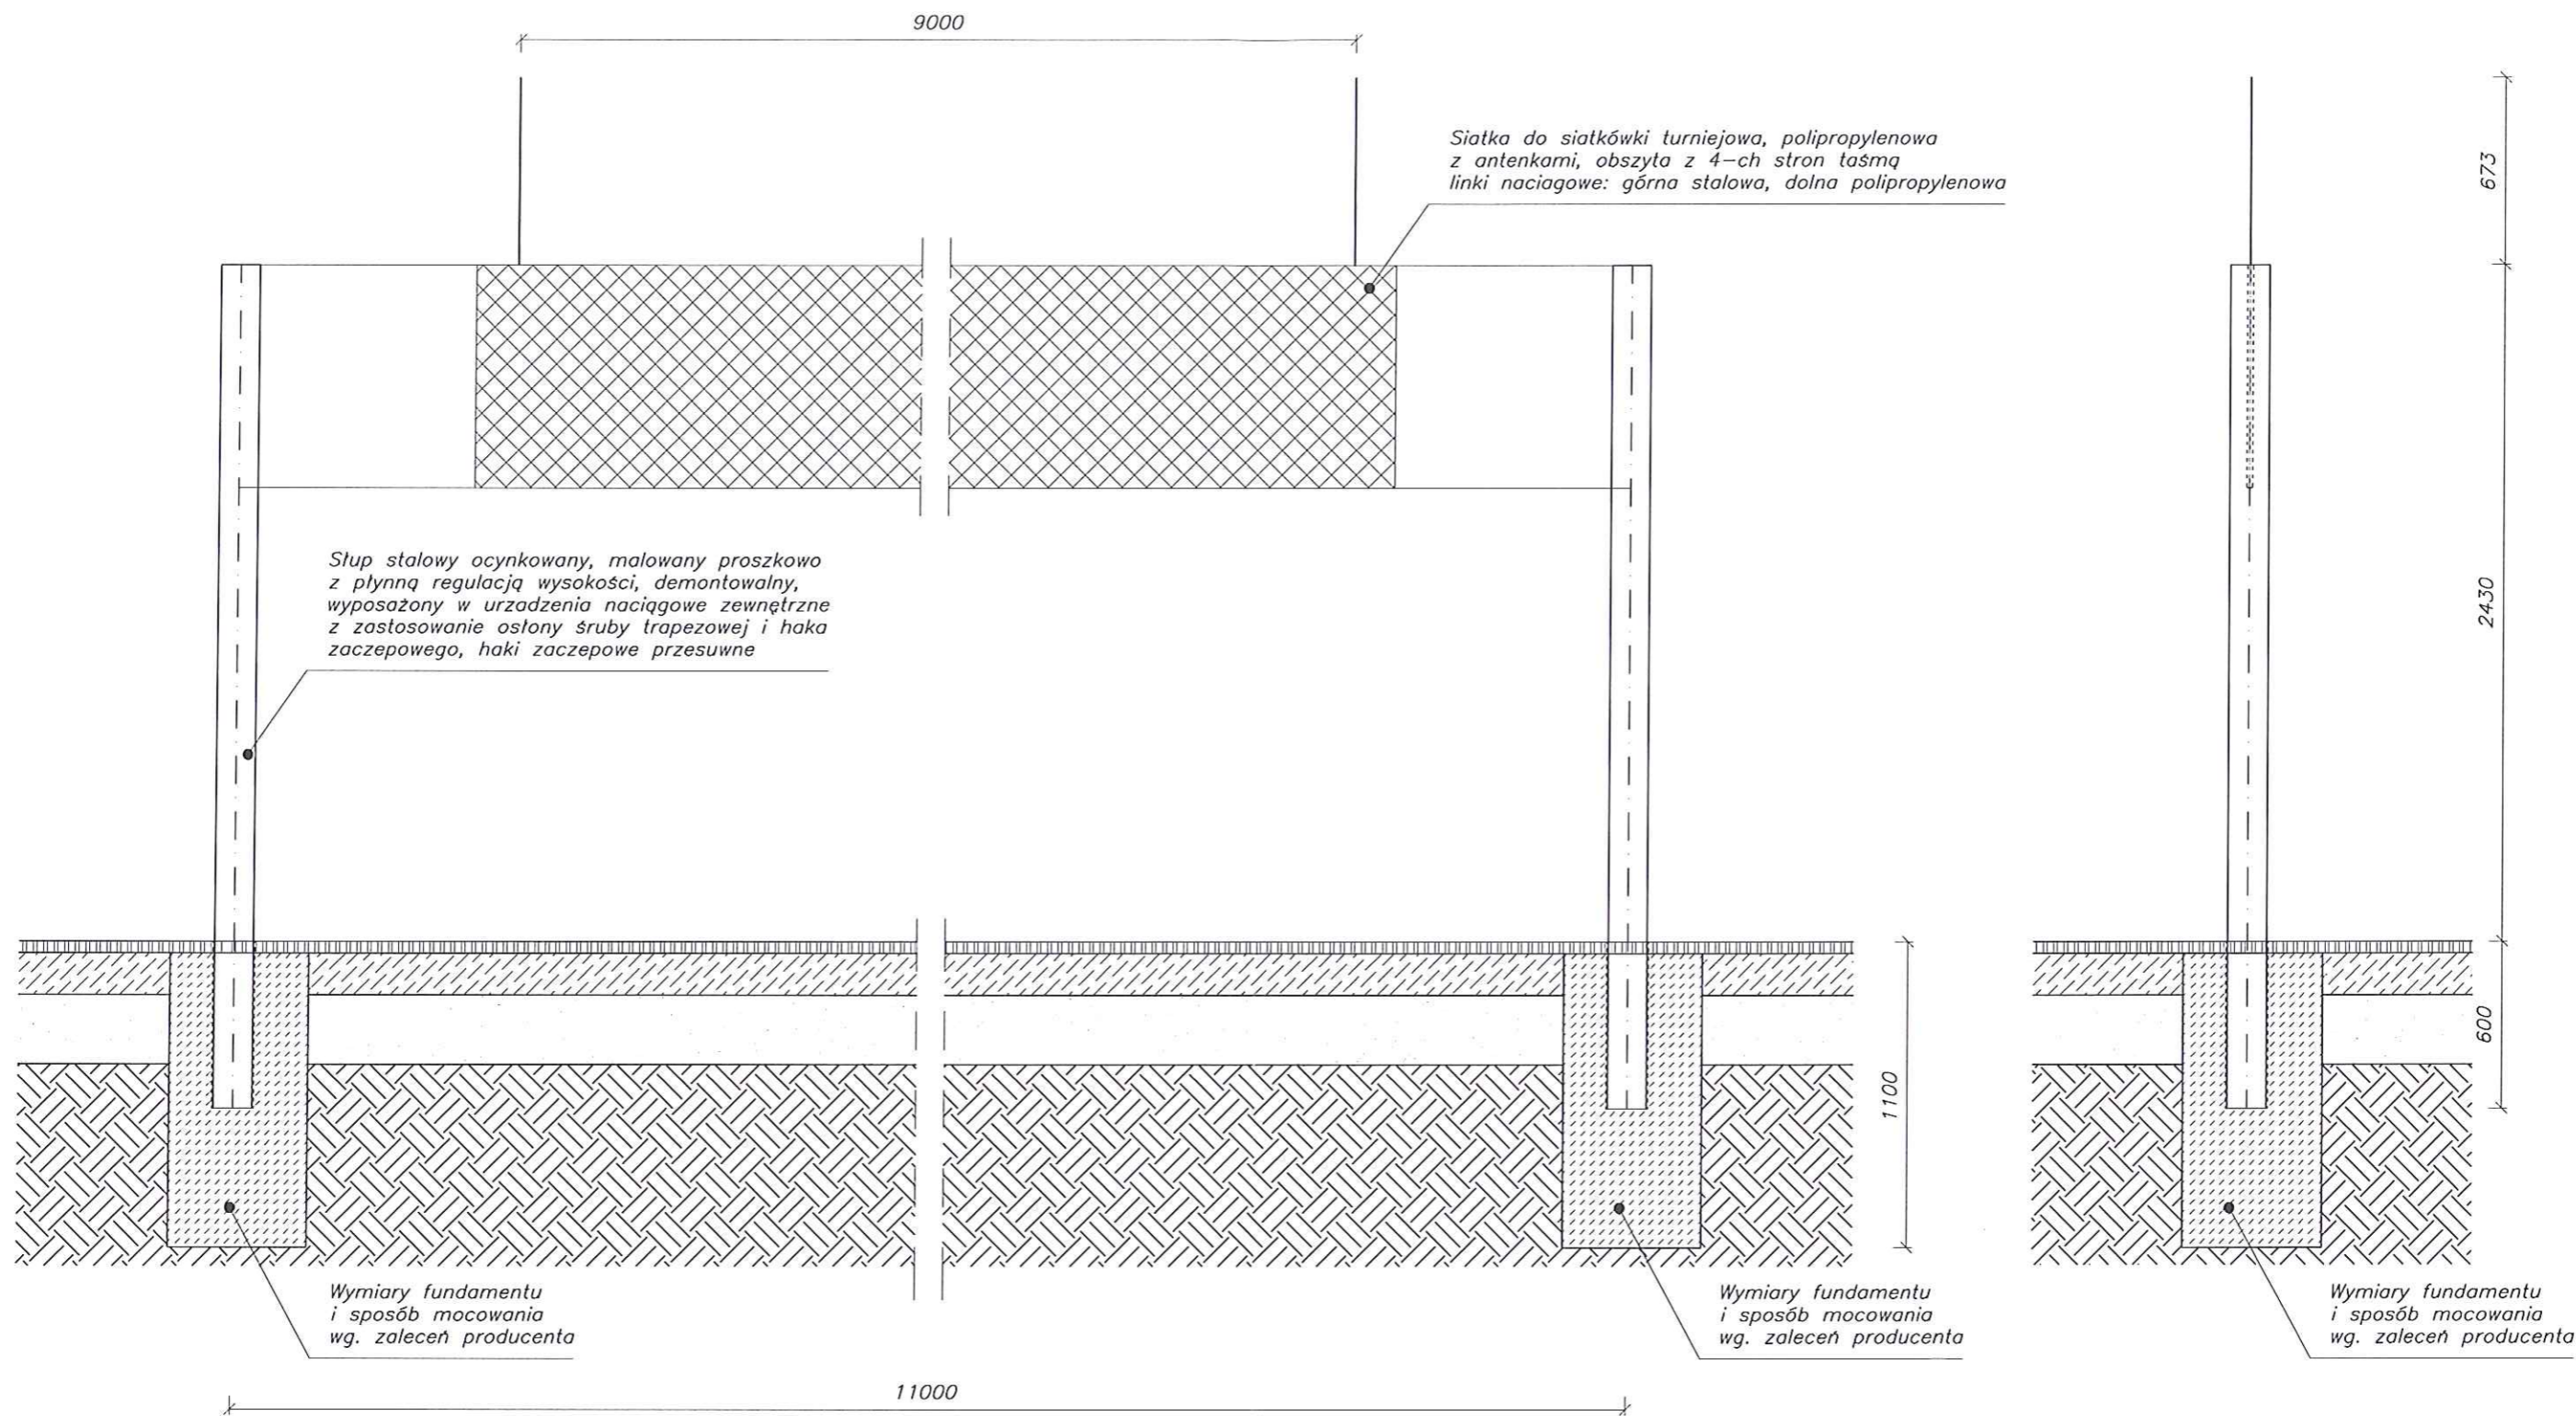 9000
Siatka do siatkówki turniejowa, polipropylenowa
z antenkami, obszyta z 4-ch stron taśmą
linki naciagowe: górna stalowa, dolna polipropylenowa
673
Słup stalowy ocynkowany, malowany proszkowo
z płynną regulacją wysokości, demontowalny,
wyposażony w urzadzenia naciągowe zewnętrzne
z zastosowanie osłony śruby trapezowej i haka
zaczepowego, haki zaczepowe przesuwne
2430
600
1100
Wymiary fundamentu
i sposób mocowania
wg. zaleceń producenta
Wymiary fundamentu
i sposób mocowania
wg. zaleceń producenta
Wymiary fundamentu
i sposób mocowania
wg. zaleceń producenta
11000